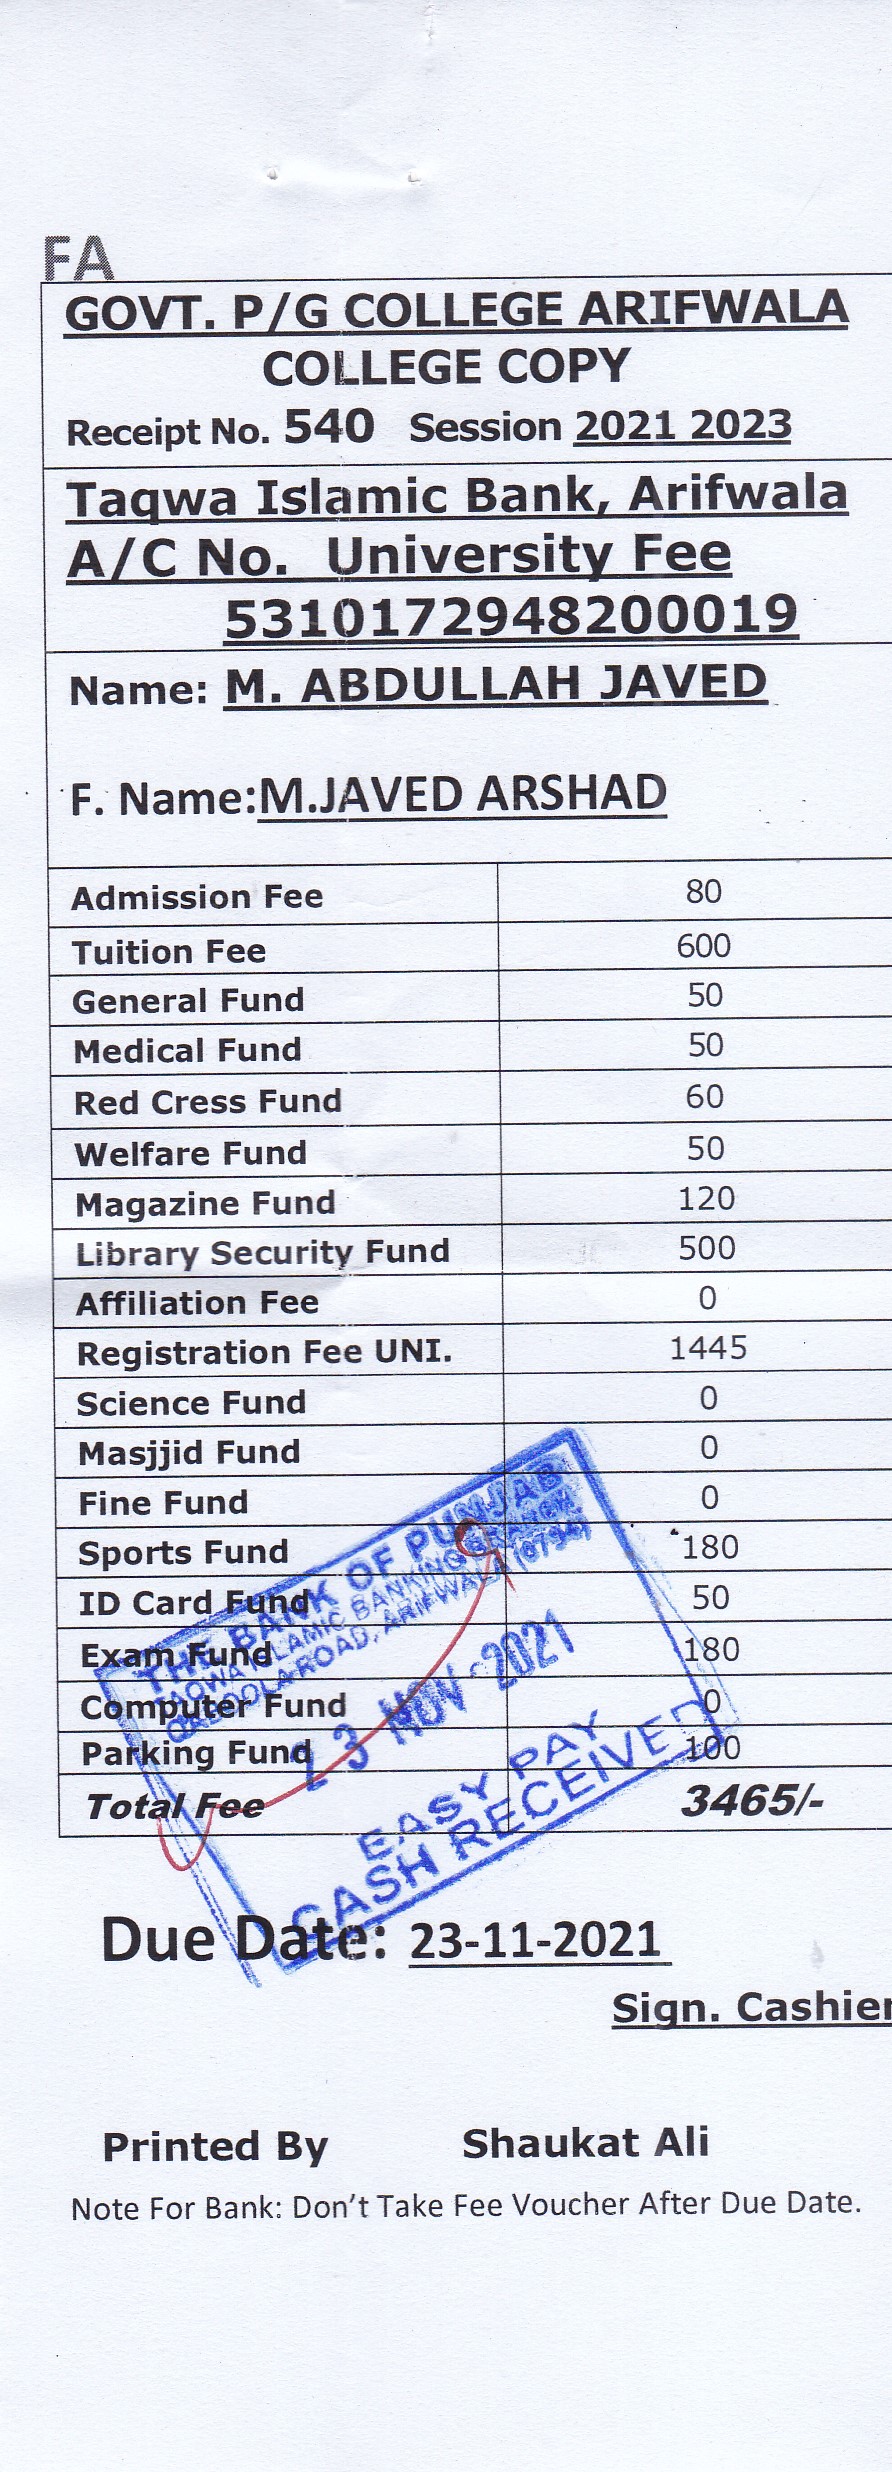 FA
GOVT. P/G COLLEGE ARIFWALA
COLLEGE COPY
Receipt No. 540 Session 2021 2023
Taqwa Islamic Bank, Arifwala
A/C No. University Fee
5310172948200019
Name: M. ABDULLAH JAVED
F. Name:M.JAVED ARSHAD
Admission Fee 80
Tuition Fee 600
General Fund 50
Medical Fund 50
Red Cress Fund 60
Welfare Fund 50
Magazine Fund 120
Library Security Fund 500
Affiliation Fee 0
Registration Fee UNI. 1445
Science Fund 0
Masjjid Fund 0
Fine Fund 0
Sports Fund 180
ID Card Fund 50
Exam Fund 180
Computer Fund 0
Parking Fund 100
Total Fee 3465/-
THE BANK OF PUNJAB
TAQWA ISLAMIC BANKING BRANCH
QABOOLA ROAD, ARIFWALA (0794)
23 NOV 2021
EASY PAY
CASH RECEIVED
Due Date: 23-11-2021
Sign. Cashier
Printed By Shaukat Ali
Note For Bank: Don't Take Fee Voucher After Due Date.